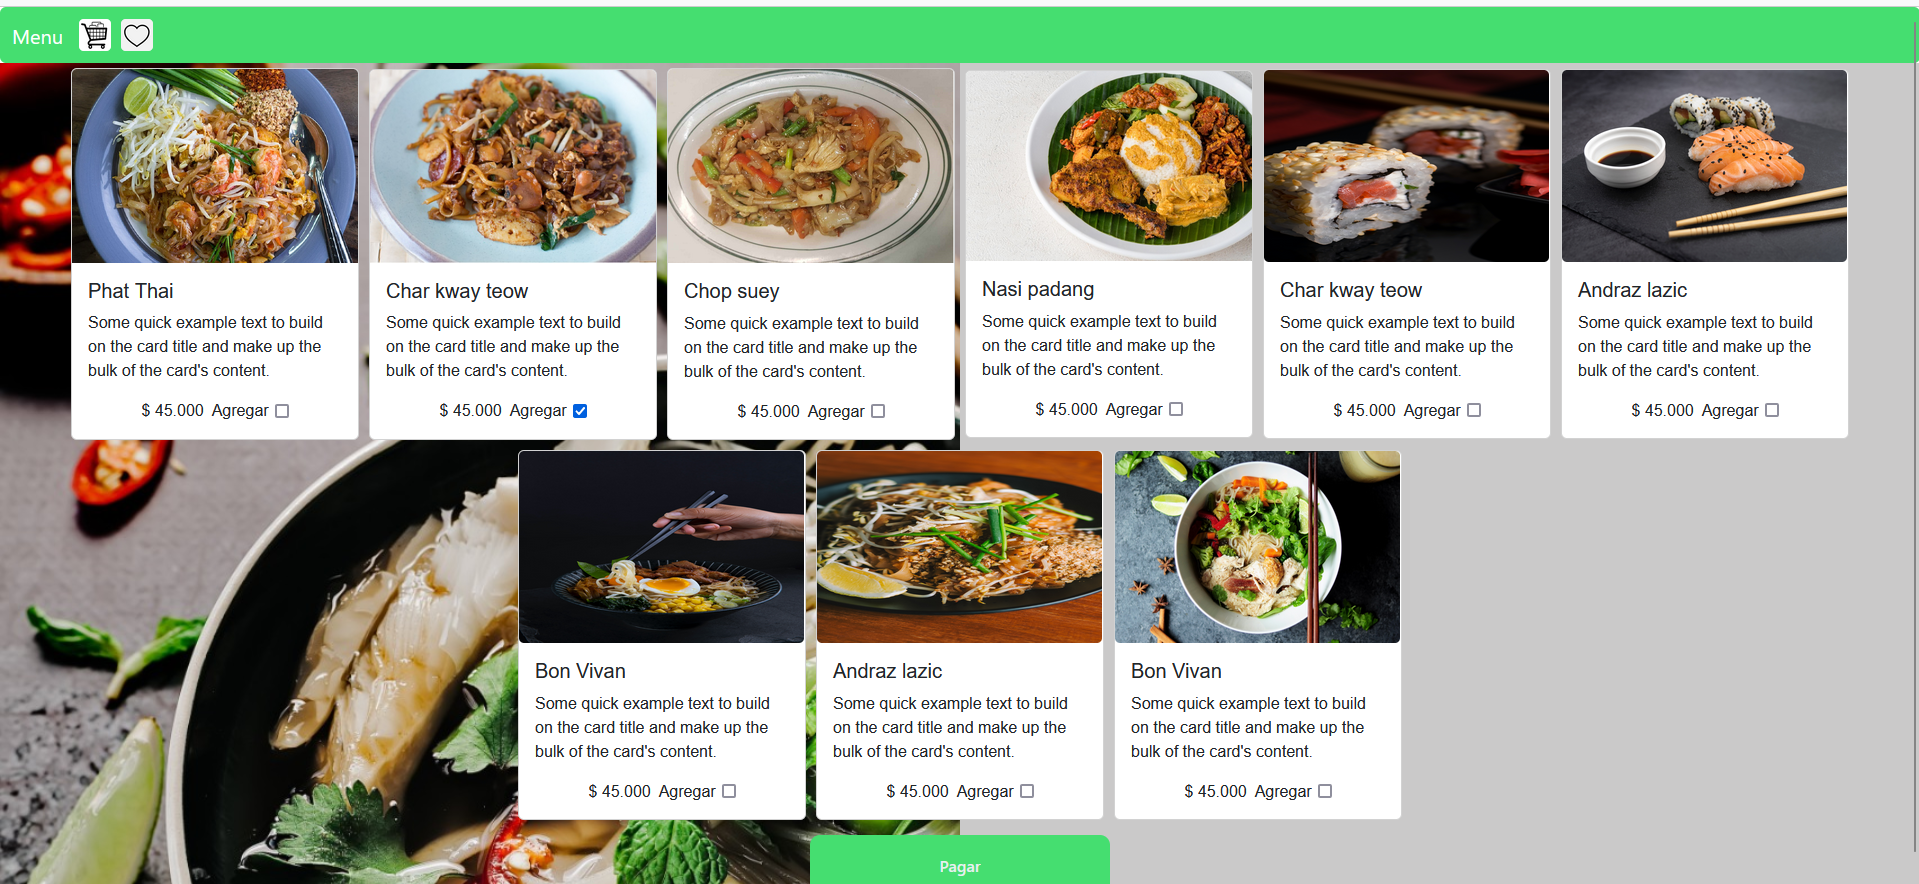 Menu
Phat Thai
Some quick example text to build
on the card title and make up the
bulk of the card's content.
$ 45.000 Agregar
Char kway teow
Some quick example text to build
on the card title and make up the
bulk of the card's content.
$ 45.000 Agregar
Chop suey
Some quick example text to build
on the card title and make up the
bulk of the card's content.
$ 45.000 Agregar
Nasi padang
Some quick example text to build
on the card title and make up the
bulk of the card's content.
$ 45.000 Agregar
Char kway teow
Some quick example text to build
on the card title and make up the
bulk of the card's content.
$ 45.000 Agregar
Andraz lazic
Some quick example text to build
on the card title and make up the
bulk of the card's content.
$ 45.000 Agregar
Bon Vivan
Some quick example text to build
on the card title and make up the
bulk of the card's content.
$ 45.000 Agregar
Andraz lazic
Some quick example text to build
on the card title and make up the
bulk of the card's content.
$ 45.000 Agregar
Bon Vivan
Some quick example text to build
on the card title and make up the
bulk of the card's content.
$ 45.000 Agregar
Pagar